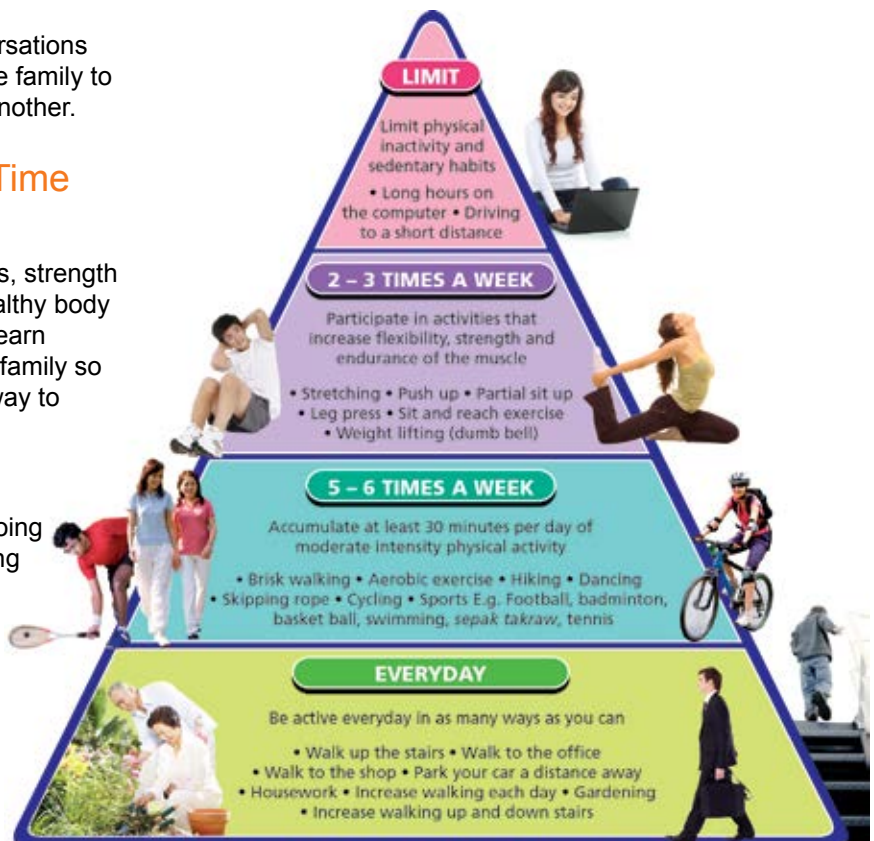 rsations
e family to
nother.
Time
s, strength
althy body
earn
family so
vay to
oing
ng
LIMIT
Limit physical
inactivity and
sedentary habits
• Long hours on
the computer • Driving
to a short distance
2 – 3 TIMES A WEEK
Participate in activities that
increase flexibility, strength and
endurance of the muscle
• Stretching • Push up • Partial sit up
• Leg press • Sit and reach exercise
• Weight lifting (dumb bell)
5 – 6 TIMES A WEEK
Accumulate at least 30 minutes per day of
moderate intensity physical activity
• Brisk walking • Aerobic exercise • Hiking • Dancing
• Skipping rope • Cycling • Sports E.g. Football, badminton,
basket ball, swimming, sepak takraw, tennis
EVERYDAY
Be active everyday in as many ways as you can
• Walk up the stairs • Walk to the office
• Walk to the shop • Park your car a distance away
• Housework • Increase walking each day • Gardening
• Increase walking up and down stairs